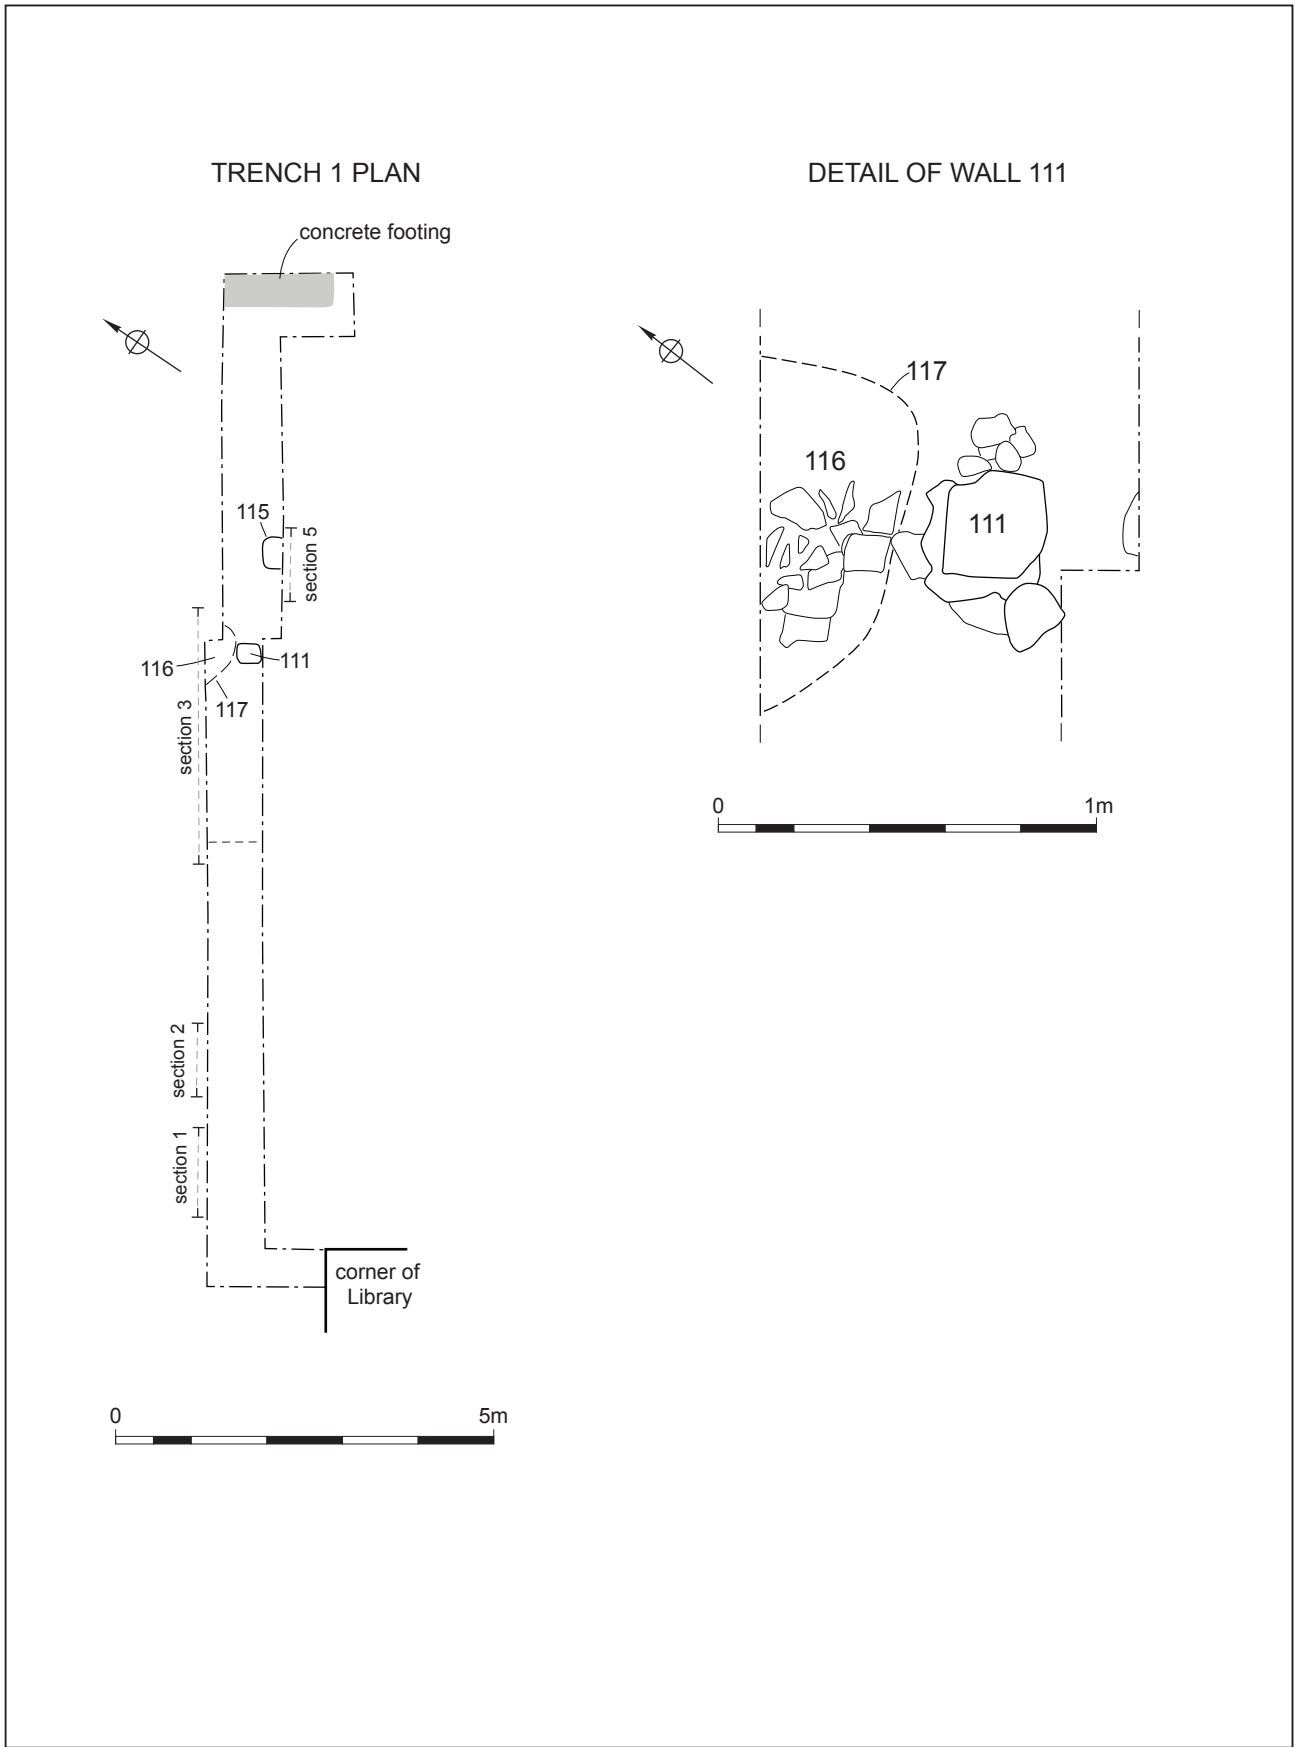 TRENCH 1 PLAN
concrete footing
115
section 5
116
111
117
section 3
section 2
section 1
corner of
Library
0
5m
DETAIL OF WALL 111
117
116
111
0
1m